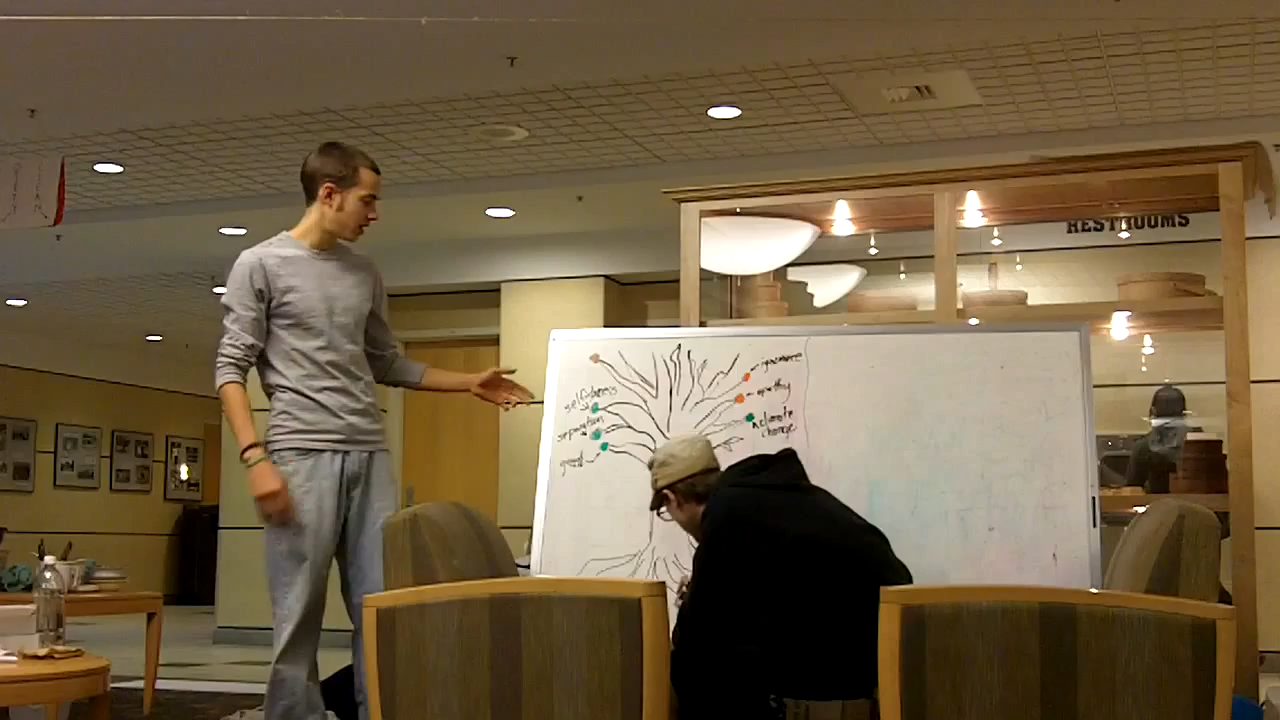 RESTROOMS
ignorance
selfishness
apathy
separation
climate
change
greed